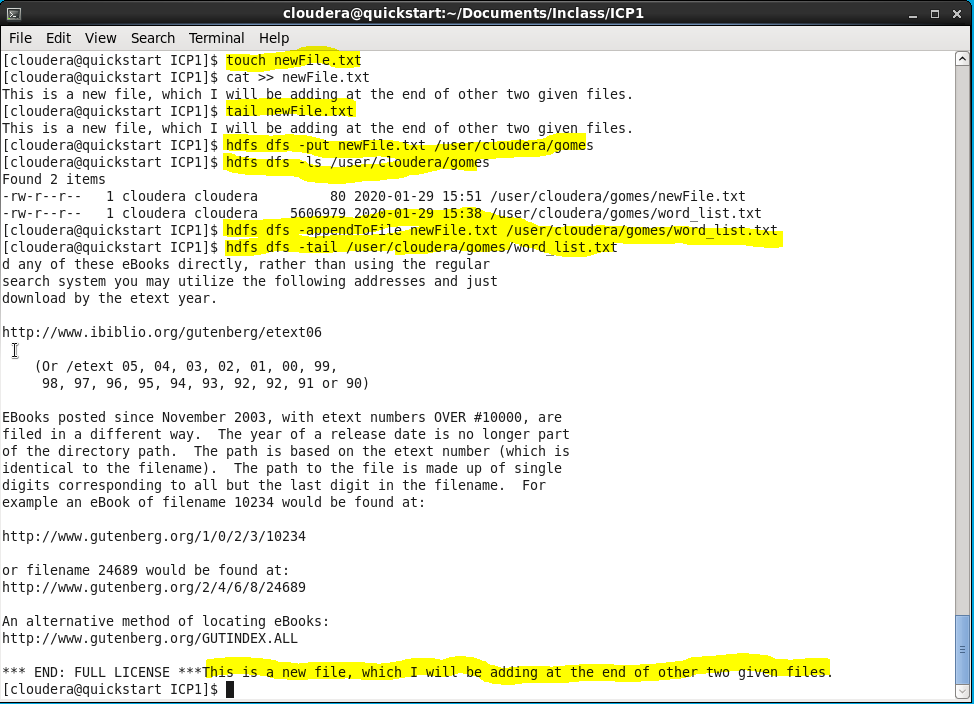 cloudera@quickstart:~/Documents/Inclass/ICP1
File Edit View Search Terminal Help
[cloudera@quickstart ICP1]$ touch newFile.txt
[cloudera@quickstart ICP1]$ cat >> newFile.txt
This is a new file, which I will be adding at the end of other two given files.
[cloudera@quickstart ICP1]$ tail newFile.txt
This is a new file, which I will be adding at the end of other two given files.
[cloudera@quickstart ICP1]$ hdfs dfs -put newFile.txt /user/cloudera/gomes
[cloudera@quickstart ICP1]$ hdfs dfs -ls /user/cloudera/gomes
Found 2 items
-rw-r--r--   1 cloudera cloudera         80 2020-01-29 15:51 /user/cloudera/gomes/newFile.txt
-rw-r--r--   1 cloudera cloudera    5606979 2020-01-29 15:38 /user/cloudera/gomes/word_list.txt
[cloudera@quickstart ICP1]$ hdfs dfs -appendToFile newFile.txt /user/cloudera/gomes/word_list.txt
[cloudera@quickstart ICP1]$ hdfs dfs -tail /user/cloudera/gomes/word_list.txt
d any of these eBooks directly, rather than using the regular
search system you may utilize the following addresses and just
download by the etext year.

http://www.ibiblio.org/gutenberg/etext06

    (Or /etext 05, 04, 03, 02, 01, 00, 99,
     98, 97, 96, 95, 94, 93, 92, 92, 91 or 90)

EBooks posted since November 2003, with etext numbers OVER #10000, are
filed in a different way.  The year of a release date is no longer part
of the directory path.  The path is based on the etext number (which is
identical to the filename).  The path to the file is made up of single
digits corresponding to all but the last digit in the filename.  For
example an eBook of filename 10234 would be found at:

http://www.gutenberg.org/1/0/2/3/10234

or filename 24689 would be found at:
http://www.gutenberg.org/2/4/6/8/24689

An alternative method of locating eBooks:
http://www.gutenberg.org/GUTINDEX.ALL

*** END: FULL LICENSE ***This is a new file, which I will be adding at the end of other two given files.
[cloudera@quickstart ICP1]$